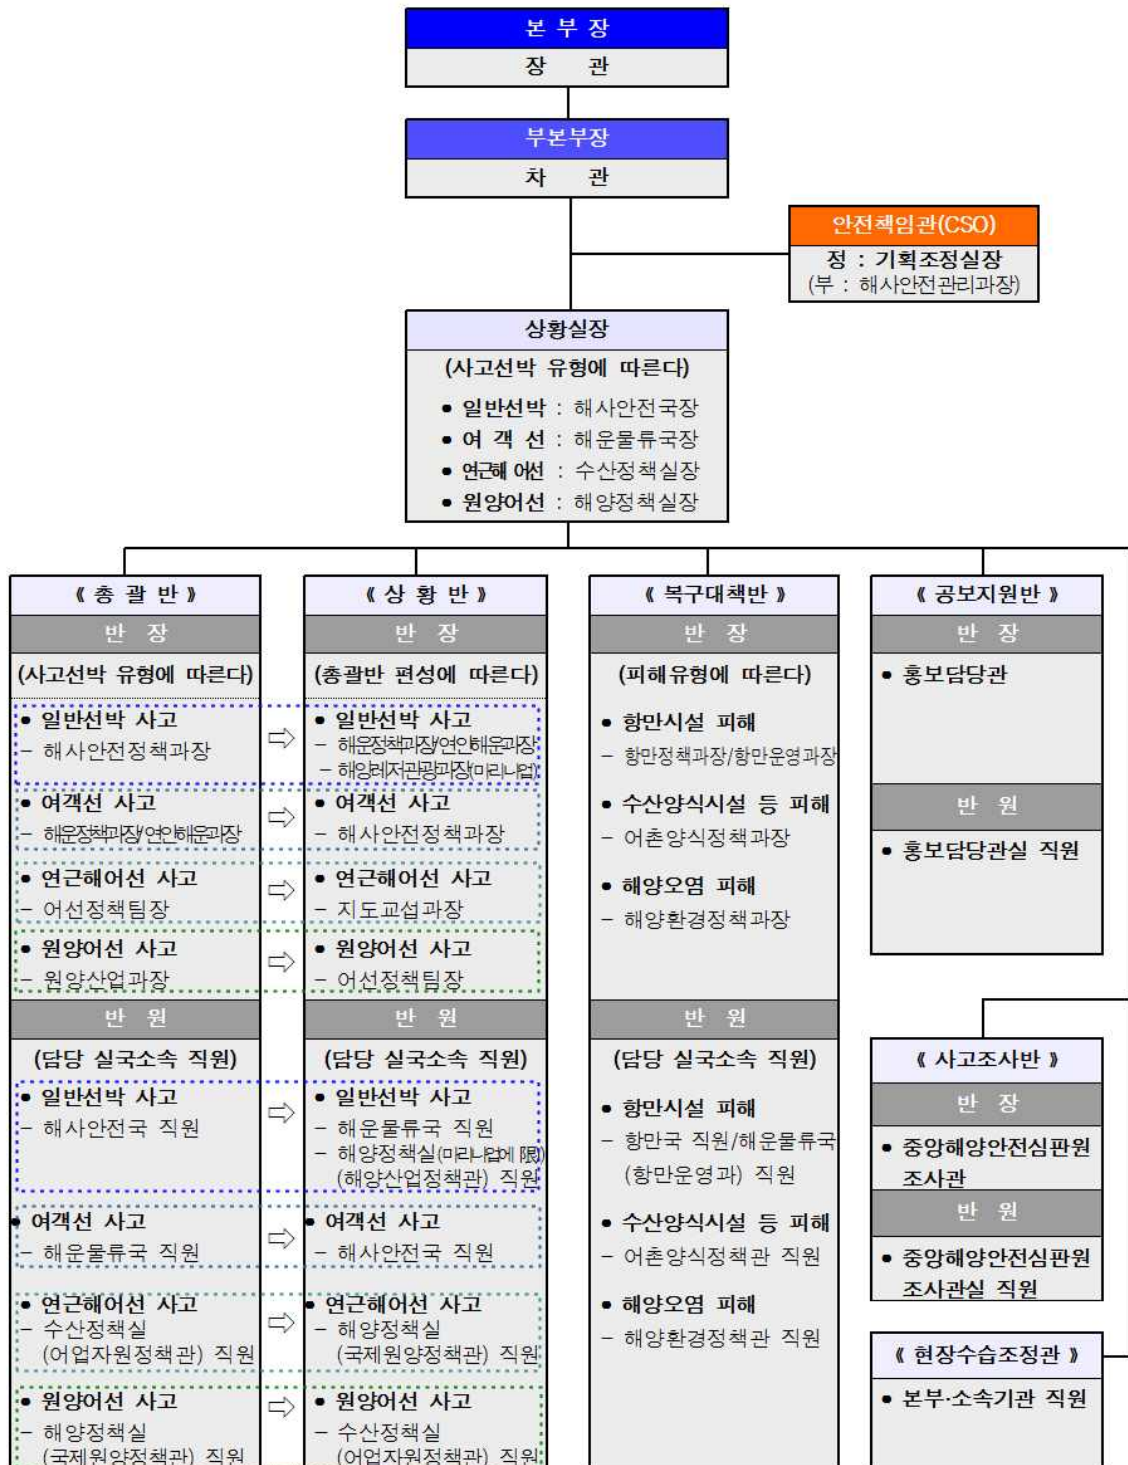 본 부 장
장 관
부본부장
차 관
안전책임관(CSO)
정 : 기획조정실장
(부 : 해사안전관리과장)
상황실장
(사고선박 유형에 따른다)
• 일반선박 : 해사안전국장
• 여 객 선 : 해운물류국장
• 연근해 어선 : 수산정책실장
• 원양어선 : 해양정책실장
《 총 괄 반 》
반 장
(사고선박 유형에 따른다)
• 일반선박 사고
– 해사안전정책과장
• 여객선 사고
– 해운정책과장/연안해운과장
• 연근해어선 사고
– 어선정책팀장
• 원양어선 사고
– 원양산업과장
반 원
(담당 실국소속 직원)
• 일반선박 사고
– 해사안전국 직원
• 여객선 사고
– 해운물류국 직원
• 연근해어선 사고
– 수산정책실
(어업자원정책관) 직원
• 원양어선 사고
– 해양정책실
(국제원양정책관) 직원
⇨
⇨
⇨
⇨
⇨
⇨
⇨
⇨
《 상 황 반 》
반 장
(총괄반 편성에 따른다)
• 일반선박 사고
– 해운정책과장/연안해운과장
– 해양레저관광과장(마리나업)
• 여객선 사고
– 해사안전정책과장
• 연근해어선 사고
– 지도교섭과장
• 원양어선 사고
– 어선정책팀장
반 원
(담당 실국소속 직원)
• 일반선박 사고
– 해운물류국 직원
– 해양정책실(마리나업에 限)
(해양산업정책관) 직원
• 여객선 사고
– 해사안전국 직원
• 연근해어선 사고
– 해양정책실
(국제원양정책관) 직원
• 원양어선 사고
– 수산정책실
(어업자원정책관) 직원
《 복구대책반 》
반 장
(피해유형에 따른다)
• 항만시설 피해
– 항만정책과장/항만운영과장
• 수산양식시설 등 피해
– 어촌양식정책과장
• 해양오염 피해
– 해양환경정책과장
반 원
(담당 실국소속 직원)
• 항만시설 피해
– 항만국 직원/해운물류국
(항만운영과) 직원
• 수산양식시설 등 피해
– 어촌양식정책관 직원
• 해양오염 피해
– 해양환경정책관 직원
《 공보지원반 》
반 장
• 홍보담당관
반 원
• 홍보담당관실 직원
《 사고조사반 》
반 장
• 중앙해양안전심판원
조사관
반 원
• 중앙해양안전심판원
조사관실 직원
《 현장수습조정관 》
• 본부·소속기관 직원